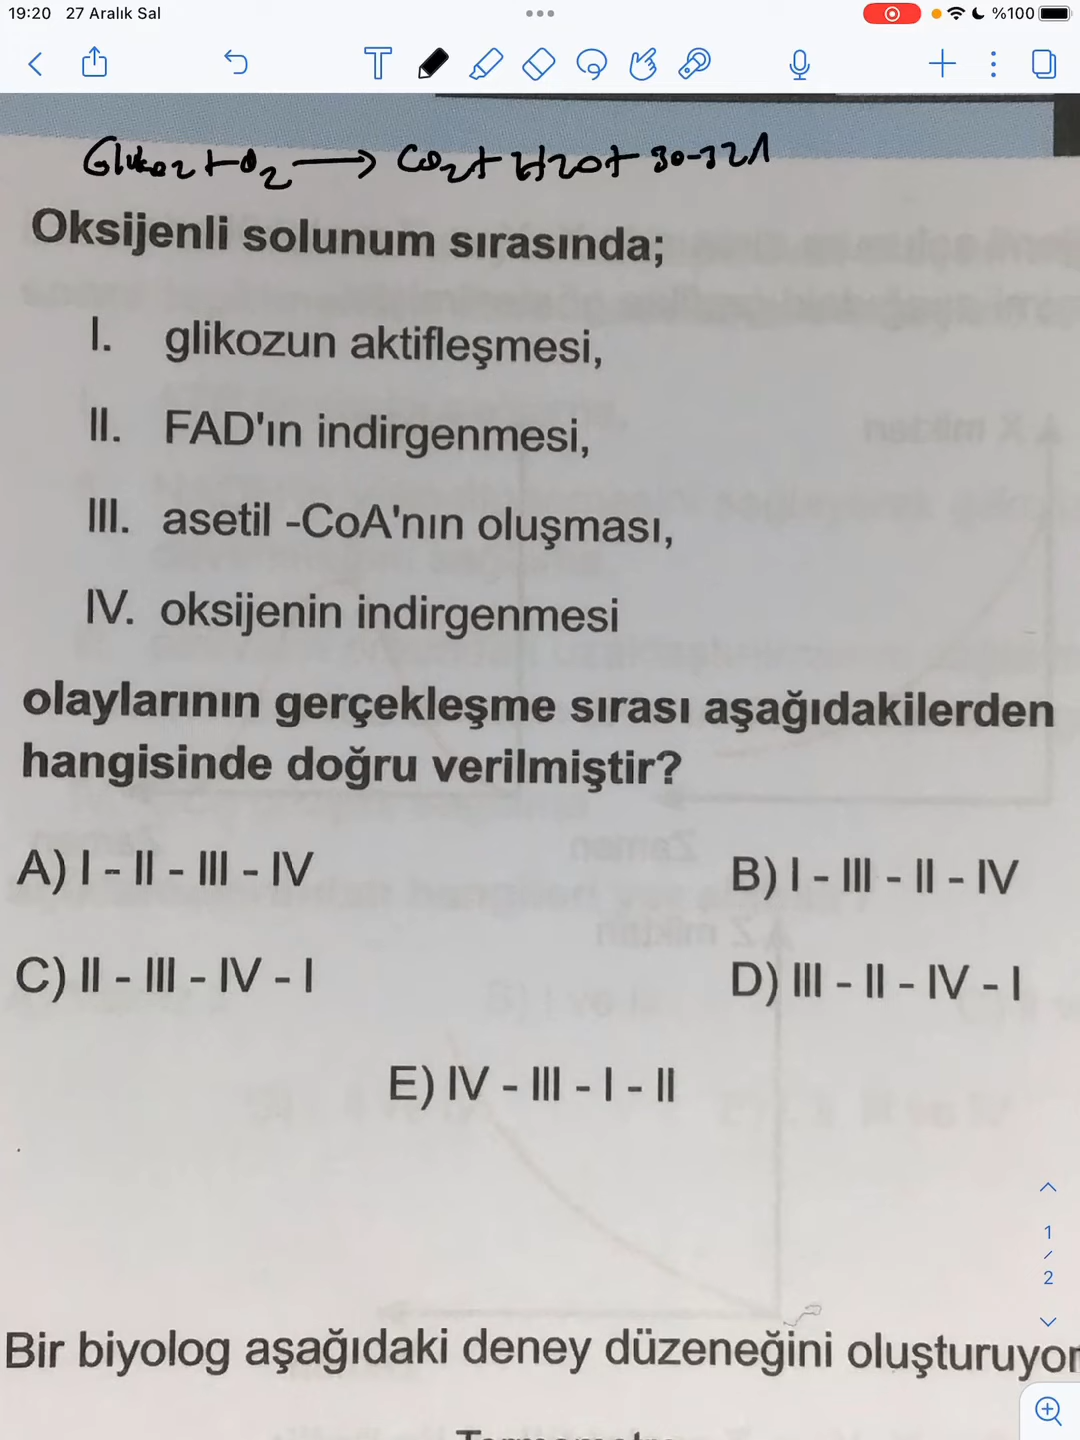 19:20 27 Aralık Sal
%100
T
Glikoz + O2 → CO2 + H2O + 30-32A
Oksijenli solunum sırasında;
I. glikozun aktifleşmesi,
II. FAD'ın indirgenmesi,
III. asetil -CoA'nın oluşması,
IV. oksijenin indirgenmesi
olaylarının gerçekleşme sırası aşağıdakilerden
hangisinde doğru verilmiştir?
A) I - II - III - IV
B) I - III - II - IV
C) II - III - IV - I
D) III - II - IV - I
E) IV - III - I - II
1
/
2
Bir biyolog aşağıdaki deney düzeneğini oluşturuyor